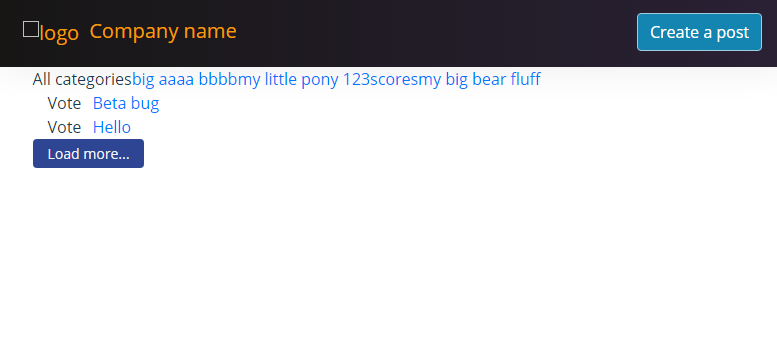 logo Company name Create a post
All categoriesbig aaaa bbbbmy little pony 123scoresmy big bear fluff
Vote Beta bug
Vote Hello
Load more...